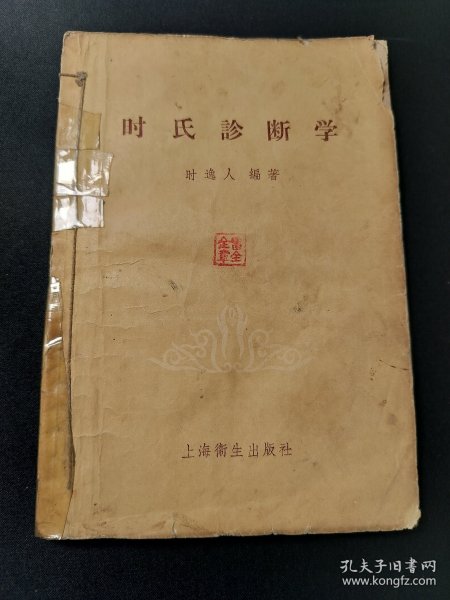 时氏診断学
时逸人 編著
上海衛生出版社
孔夫子旧书网
www.kongfz.com